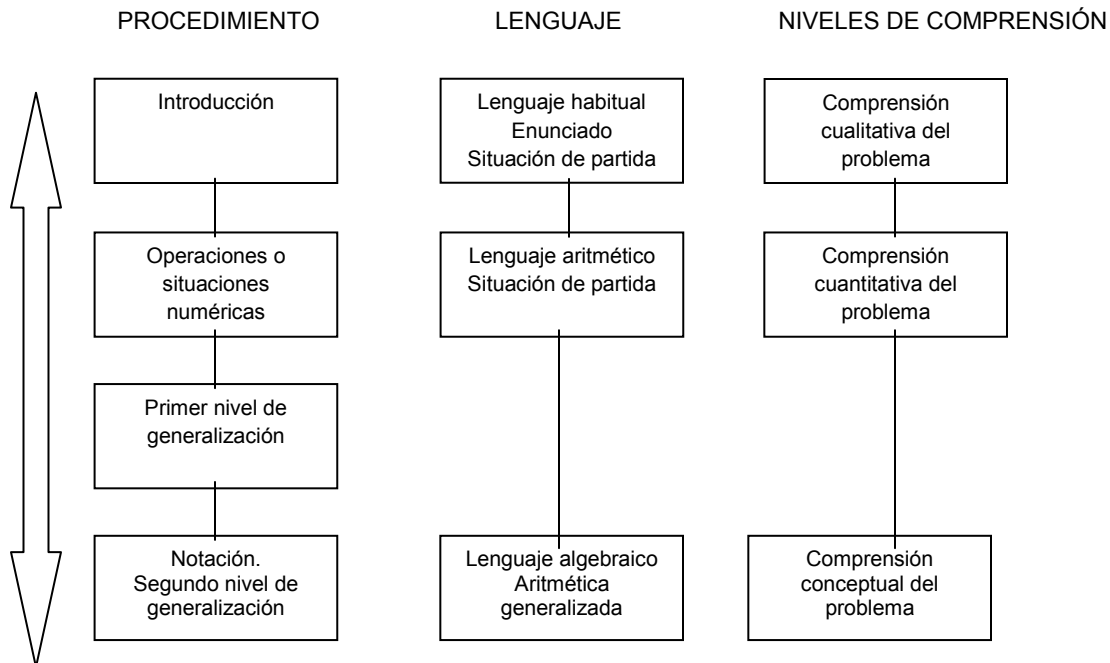 PROCEDIMIENTO
LENGUAJE
NIVELES DE COMPRENSIÓN
Introducción
Lenguaje habitual
Enunciado
Situación de partida
Comprensión
cualitativa del
problema
Operaciones o
situaciones
numéricas
Lenguaje aritmético
Situación de partida
Comprensión
cuantitativa del
problema
Primer nivel de
generalización
Notación.
Segundo nivel de
generalización
Lenguaje algebraico
Aritmética
generalizada
Comprensión
conceptual del
problema